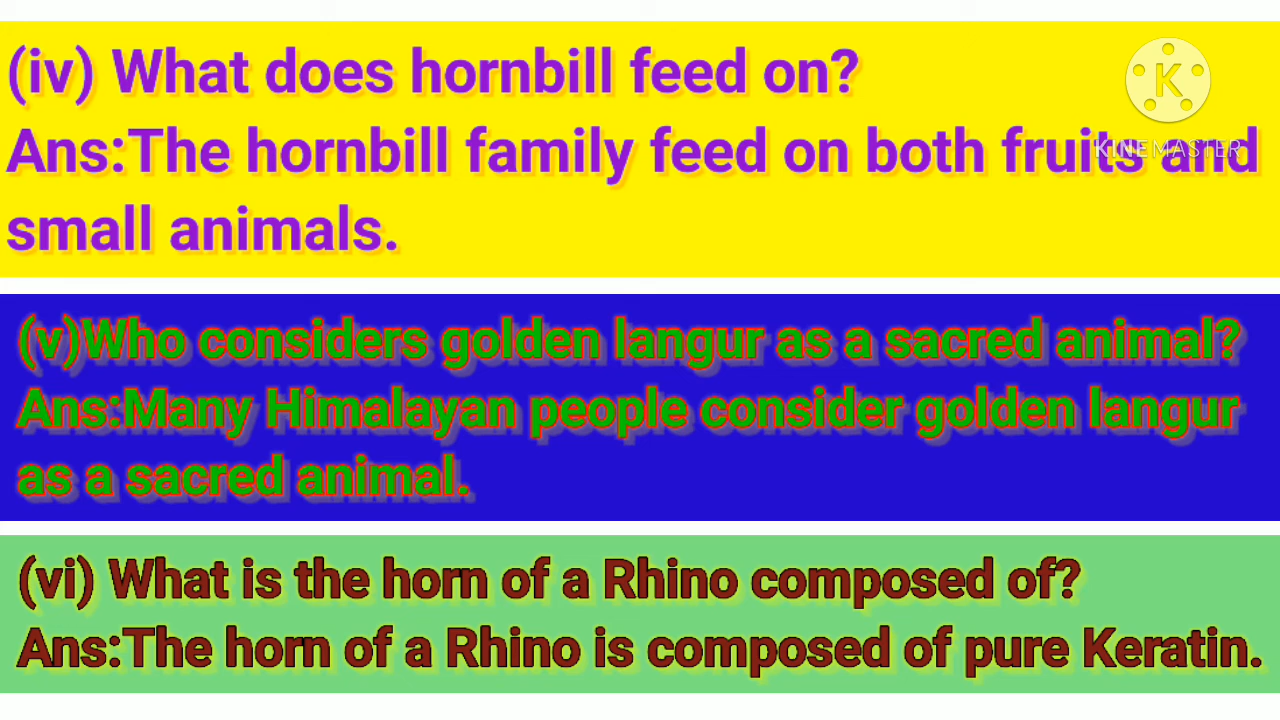 (iv) What does hornbill feed on?
K
Ans:The hornbill family feed on both fruits and
KINEMASTER
small animals.
(v)Who considers golden langur as a sacred animal?
Ans:Many Himalayan people consider golden langur
as a sacred animal.
(vi) What is the horn of a Rhino composed of?
Ans:The horn of a Rhino is composed of pure Keratin.